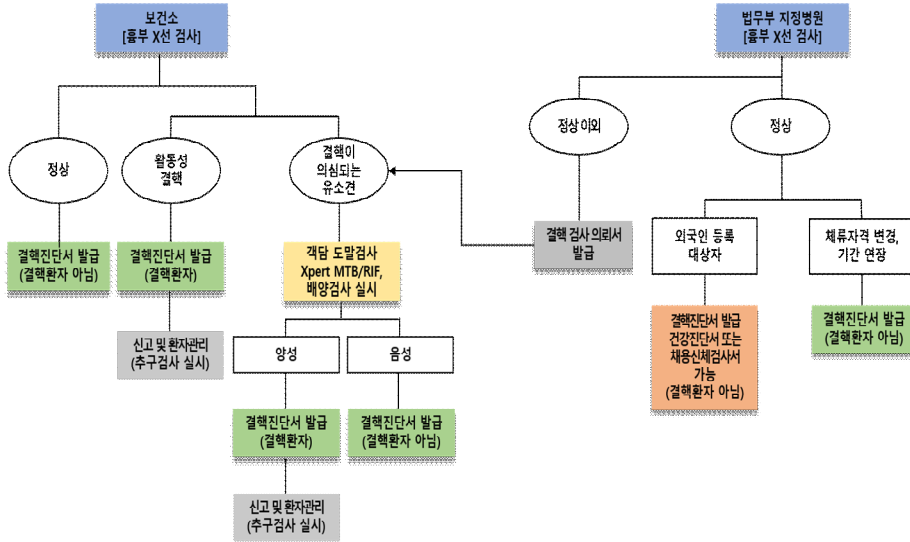 보건소
[흉부 X선 검사]
법무부 지정병원
[흉부 X선 검사]
정상
활동성
결핵
결핵이
의심되는
유소견
정상 이외
정상
결핵진단서 발급
(결핵환자 아님)
결핵진단서 발급
(결핵환자)
객담 도말검사
Xpert MTB/RIF,
배양검사 실시
결핵 검사 의뢰서
발급
외국인 등록
대상자
체류자격 변경,
기간 연장
신고 및 환자관리
(추구검사 실시)
양성
음성
결핵진단서 발급
건강진단서 또는
채용신체검사서
가능
(결핵환자 아님)
결핵진단서 발급
(결핵환자 아님)
결핵진단서 발급
(결핵환자)
결핵진단서 발급
(결핵환자 아님)
신고 및 환자관리
(추구검사 실시)